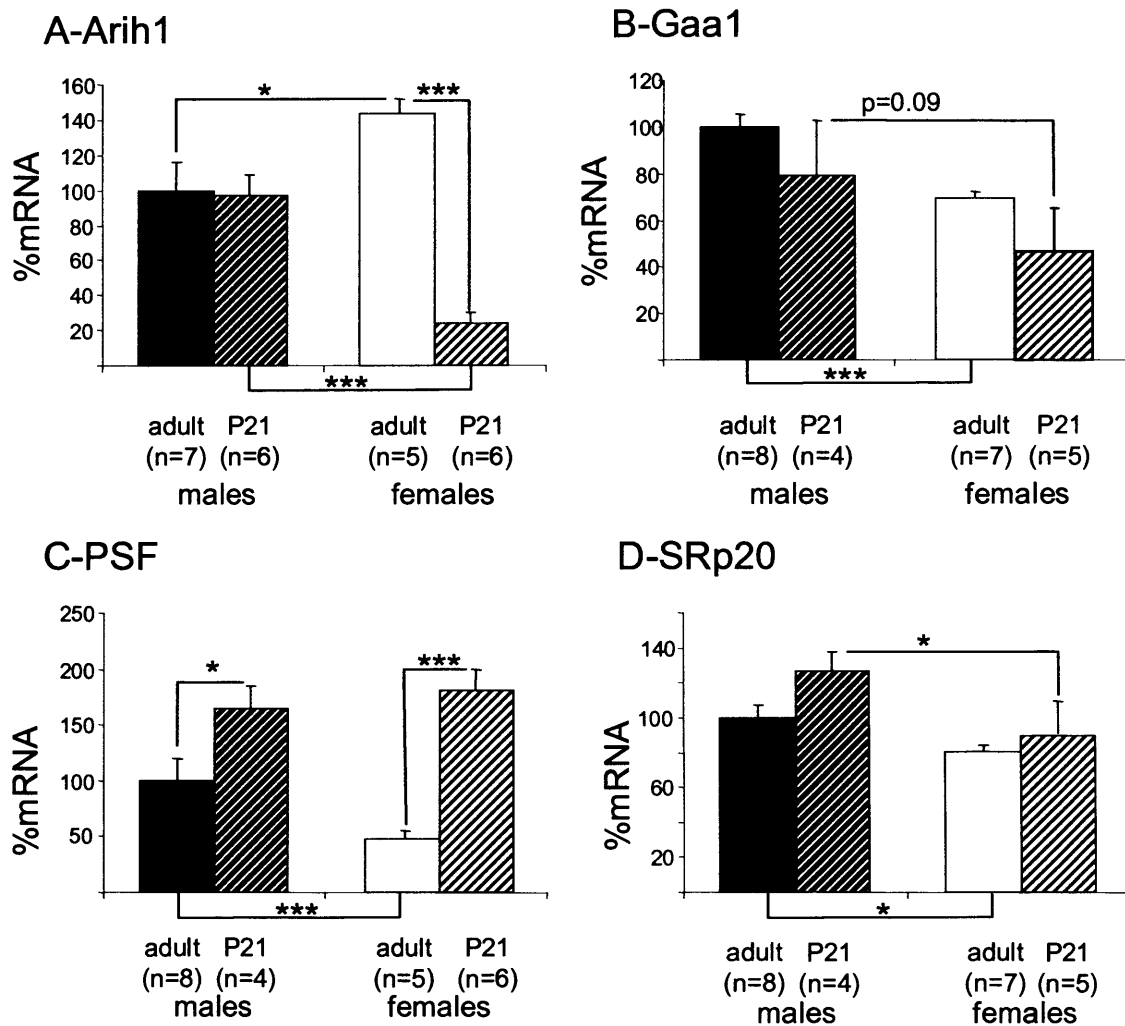 A-Arih1
*
***
160
140
120
100
80
60
40
20
%mRNA
***
adult P21 adult P21
(n=7) (n=6) (n=5) (n=6)
males females
B-Gaa1
p=0.09
120
100
80
60
40
20
%mRNA
***
adult P21 adult P21
(n=8) (n=4) (n=7) (n=5)
males females
C-PSF
*
***
250
200
150
100
50
%mRNA
***
adult P21 adult P21
(n=8) (n=4) (n=5) (n=6)
males females
D-SRp20
*
140
100
60
20
%mRNA
*
adult P21 adult P21
(n=8) (n=4) (n=7) (n=5)
males females